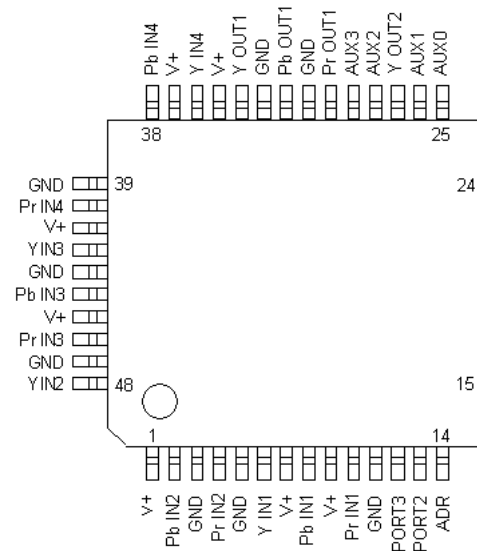 Pb IN4
V+
Y IN4
V+
Y OUT1
GND
Pb OUT1
GND
Pr OUT1
AUX3
AUX2
Y OUT2
AUX1
AUX0
38
25
GND
39
24
Pr IN4
V+
Y IN3
GND
Pb IN3
V+
Pr IN3
GND
Y IN2
48
15
1
14
V+
Pb IN2
GND
Pr IN2
GND
Y IN1
V+
Pb IN1
V+
Pr IN1
GND
PORT3
PORT2
ADR